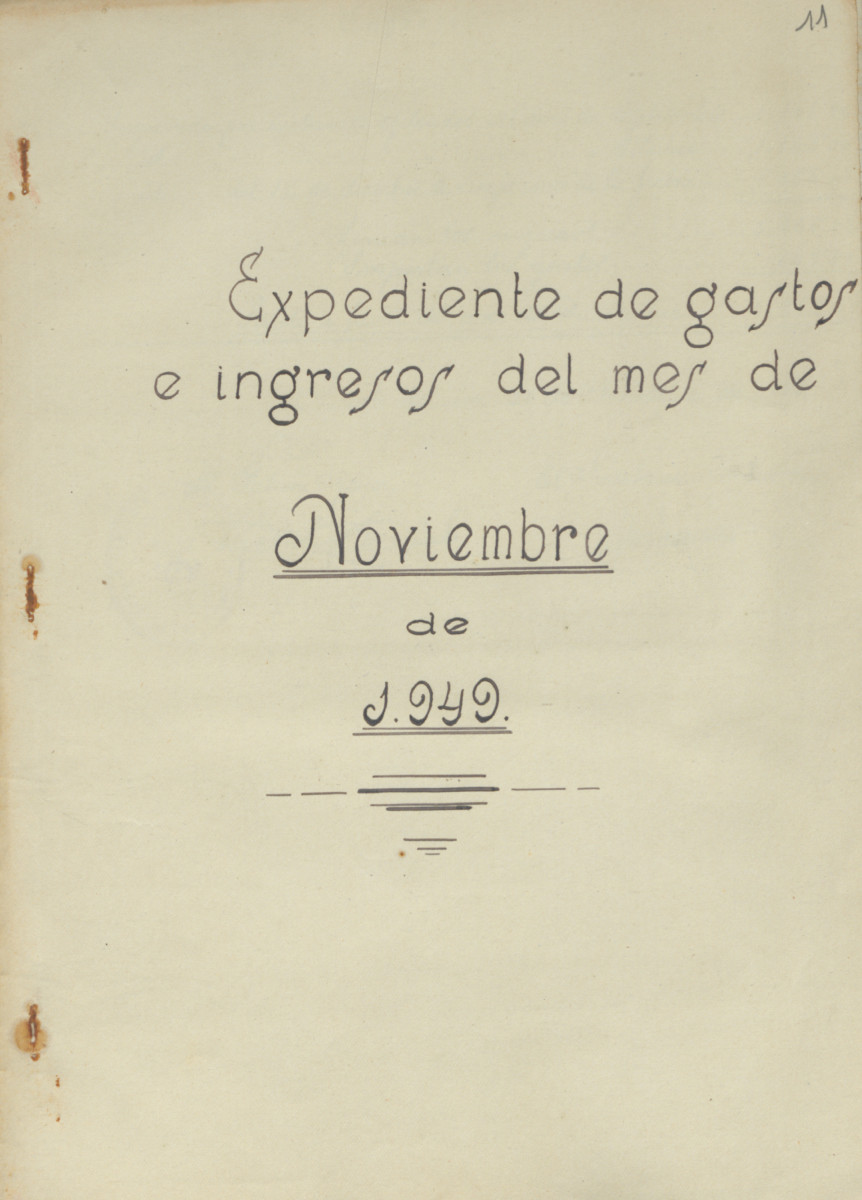 11
Expediente de gastos
e ingresos del mes de
Noviembre
de
1.949.